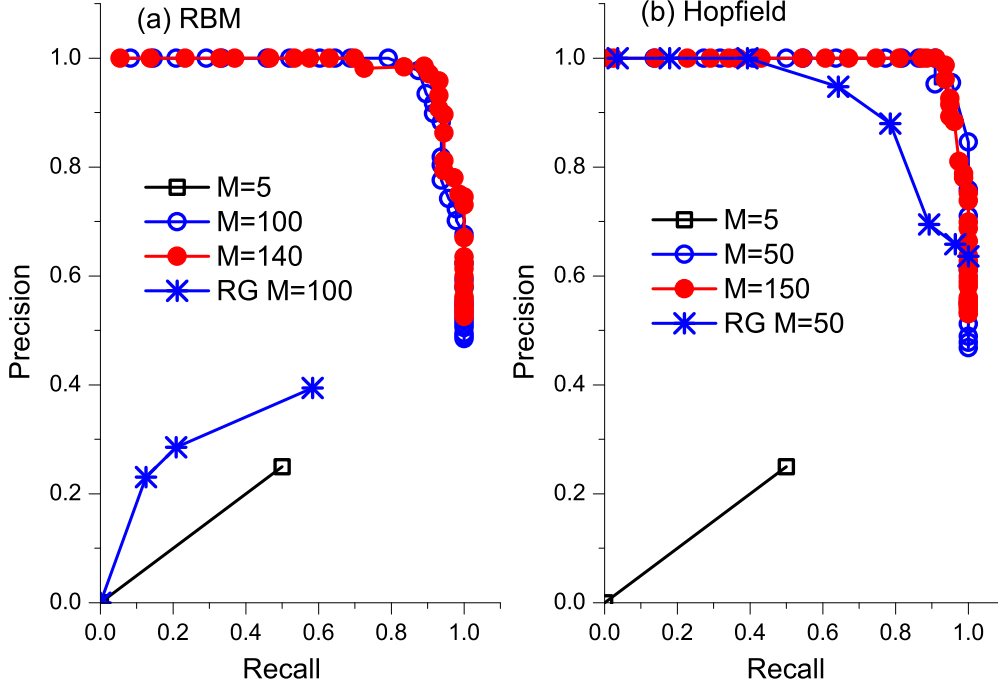 (a) RBM
1.0
0.8
0.6
0.4
0.2
0.0
Precision
M=5
M=100
M=140
RG M=100
0.0 0.2 0.4 0.6 0.8 1.0
Recall
(b) Hopfield
1.0
0.8
0.6
0.4
0.2
0.0
Precision
M=5
M=50
M=150
RG M=50
0.0 0.2 0.4 0.6 0.8 1.0
Recall